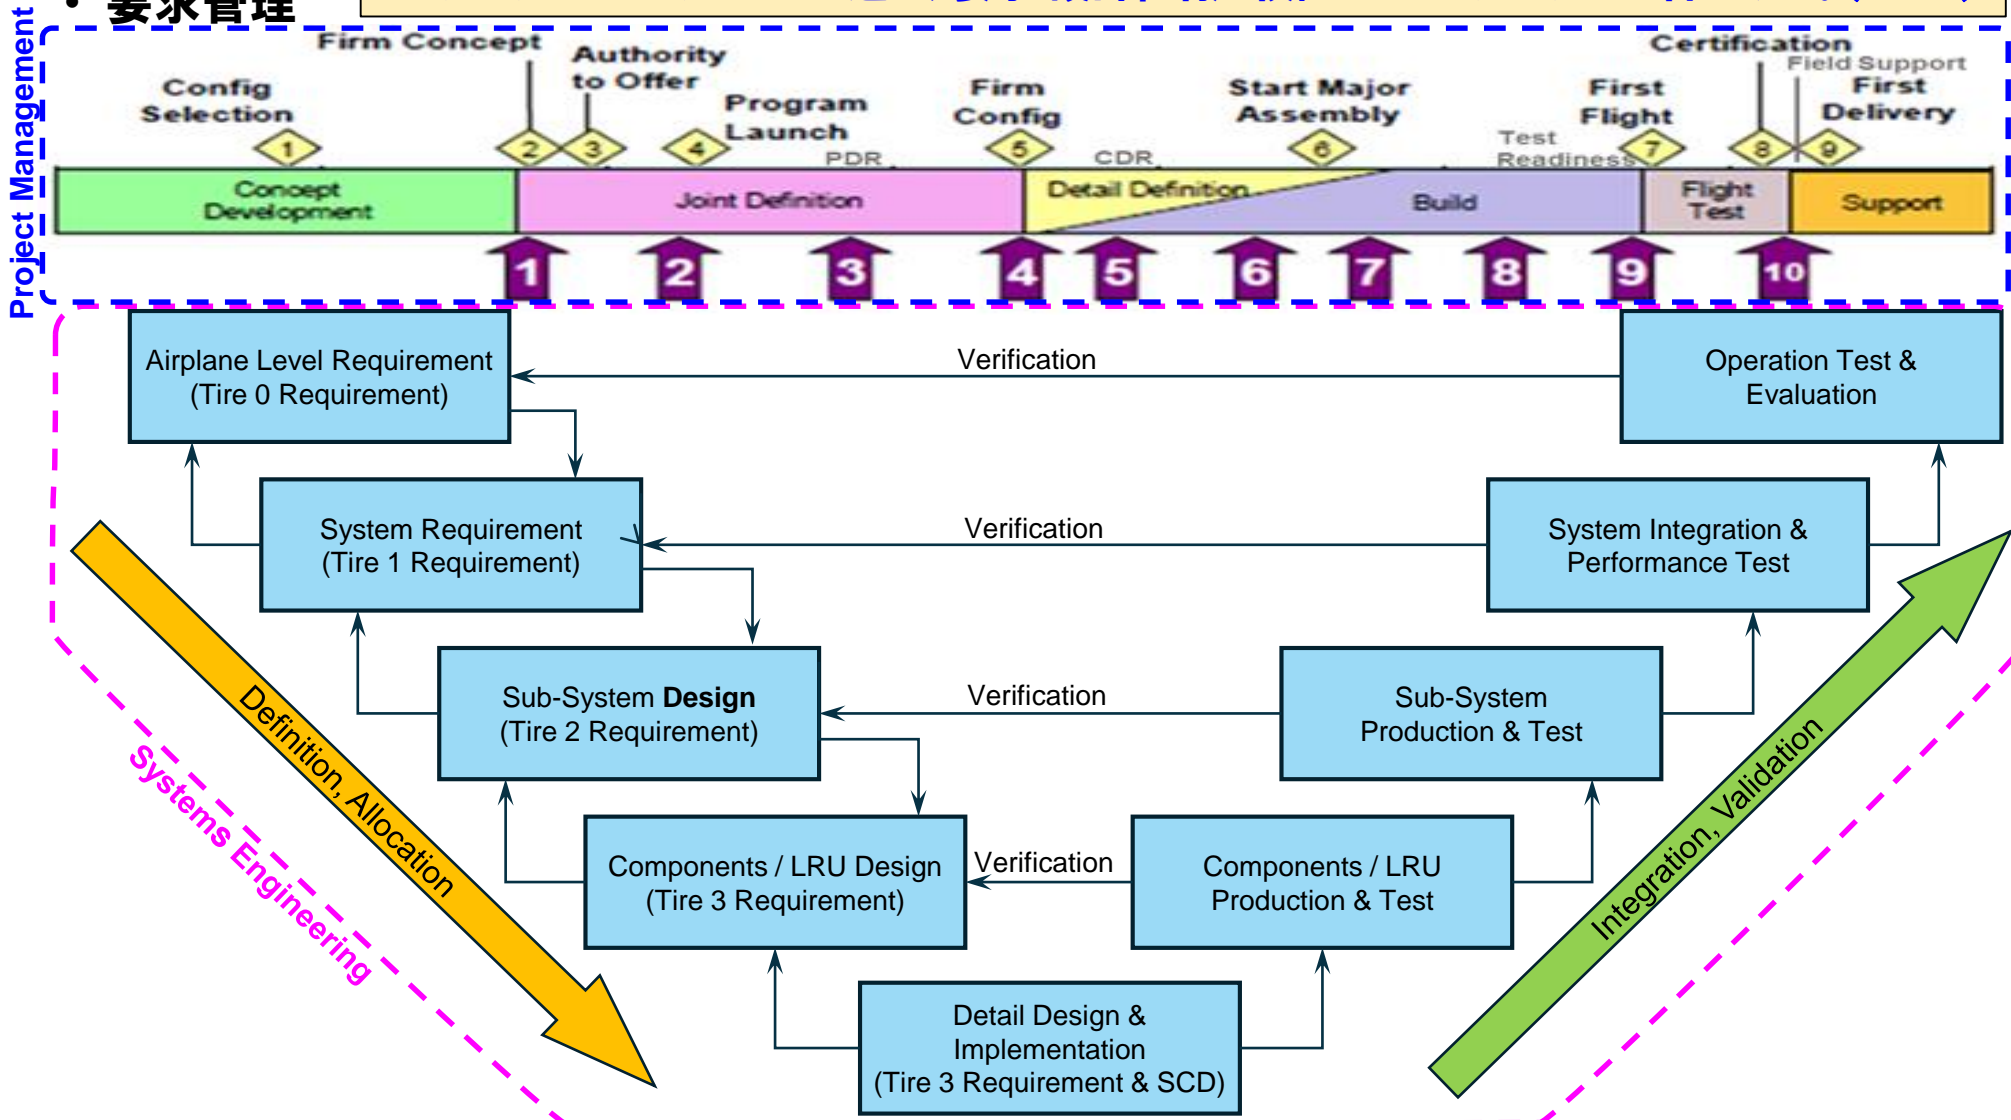 • 要求管理
Project Management
Firm Concept
Authority
to Offer
Config
Selection
Program
Launch
PDR
Firm
Config
CDR
Start Major
Assembly
Test
Readiness
First
Flight
Certification
Field Support
First
Delivery
1
2
3
4
5
6
7
8
9
Concept
Development
Joint Definition
Detail Definition
Build
Flight
Test
Support
1
2
3
4
5
6
7
8
9
10
Airplane Level Requirement
(Tire 0 Requirement)
Verification
Operation Test &
Evaluation
System Requirement
(Tire 1 Requirement)
Verification
System Integration &
Performance Test
Sub-System Design
(Tire 2 Requirement)
Verification
Sub-System
Production & Test
Components / LRU Design
(Tire 3 Requirement)
Verification
Components / LRU
Production & Test
Detail Design &
Implementation
(Tire 3 Requirement & SCD)
Definition, Allocation
Systems Engineering
Integration, Validation